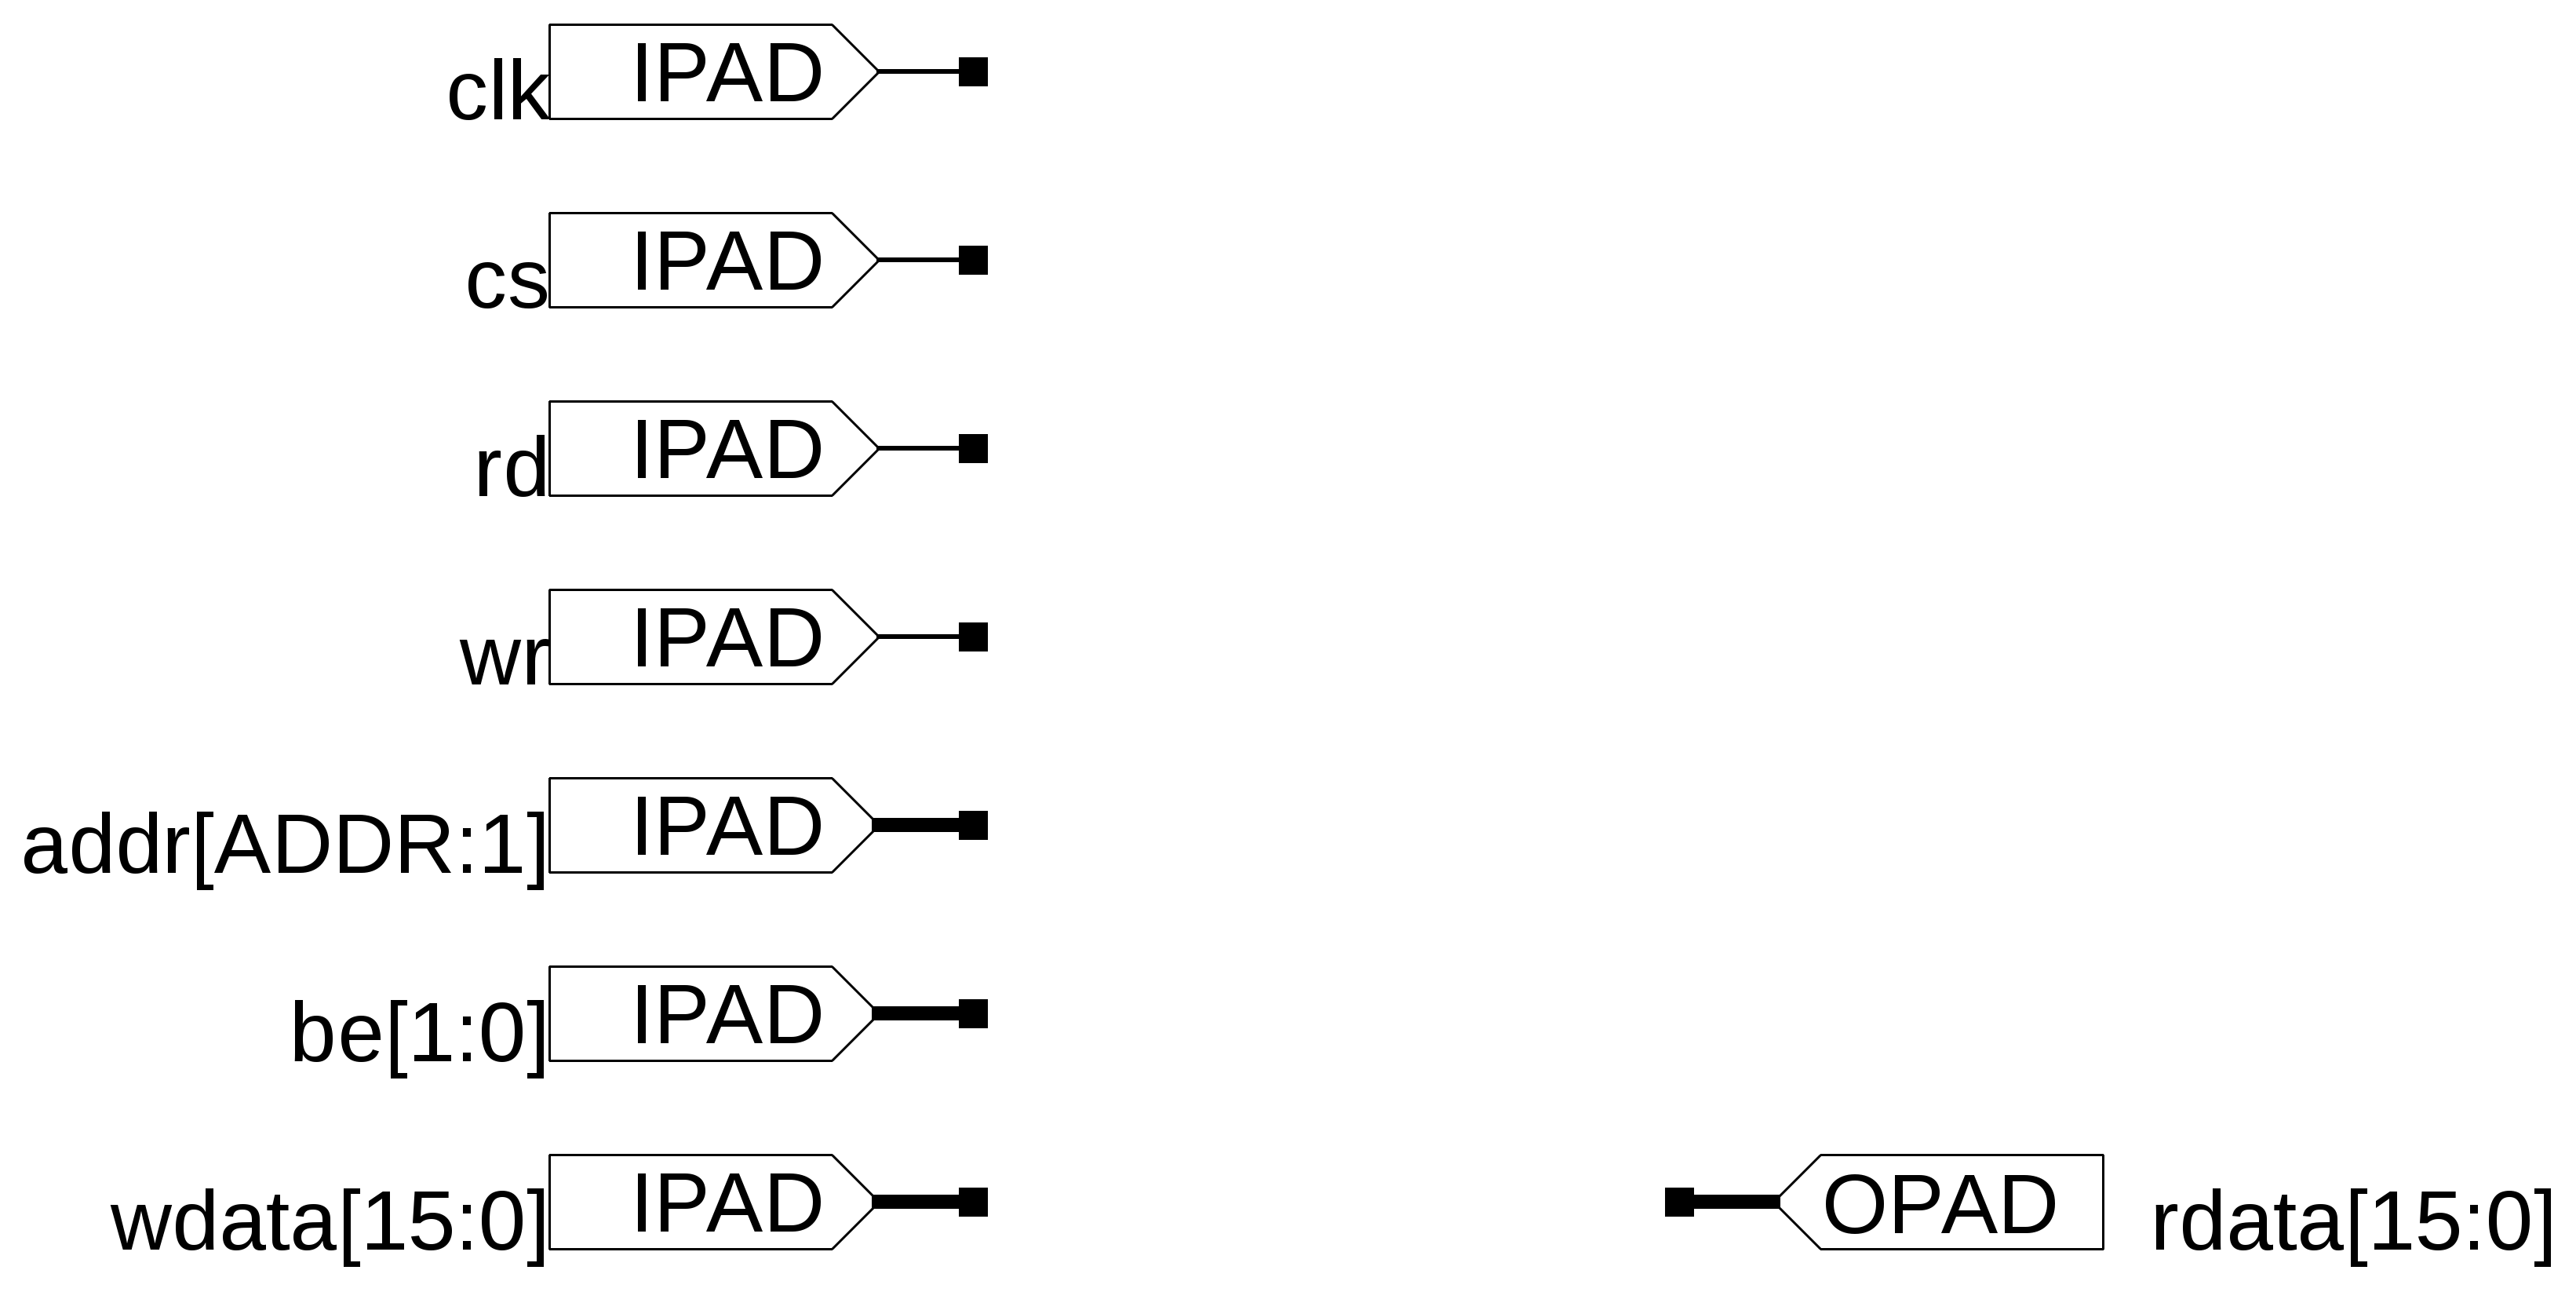 clk IPAD
cs IPAD
rd IPAD
wr IPAD
addr[ADDR:1] IPAD
be[1:0] IPAD
wdata[15:0] IPAD OPAD rdata[15:0]